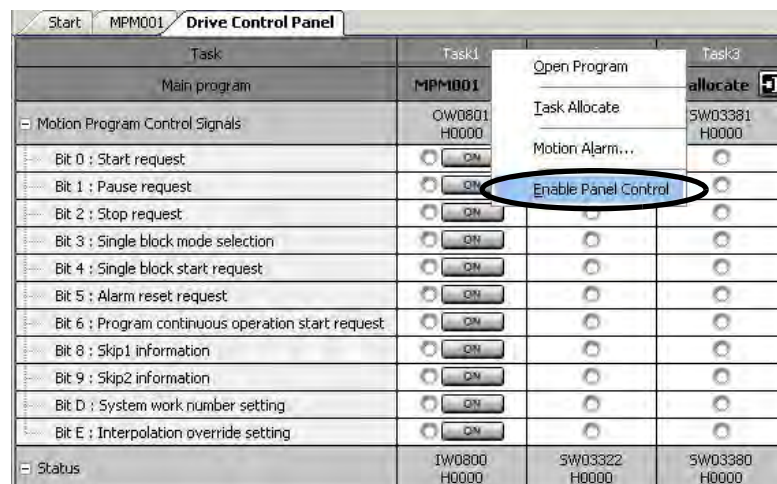 Start MPM001 Drive Control Panel
Task Task1 Task3
Main program MPM001 allocate
Motion Program Control Signals OW0801 H0000 SW03381 H0000
Bit 0 : Start request ON
Bit 1 : Pause request ON
Bit 2 : Stop request ON
Bit 3 : Single block mode selection ON
Bit 4 : Single block start request ON
Bit 5 : Alarm reset request ON
Bit 6 : Program continuous operation start request ON
Bit 8 : Skip1 information ON
Bit 9 : Skip2 information ON
Bit D : System work number setting ON
Bit E : Interpolation override setting ON
Status IW0800 H0000 SW03322 H0000 SW03380 H0000
Open Program
Task Allocate
Motion Alarm...
Enable Panel Control